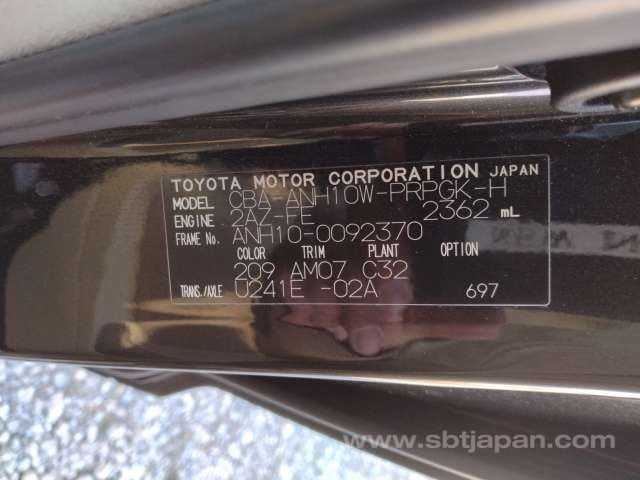 TOYOTA MOTOR CORPORATION JAPAN
MODEL CBA-ANH10W-PRPGK-H
ENGINE 2AZ-FE 2362 mL
FRAME No. ANH10-0092370
COLOR TRIM PLANT OPTION
209 AM07 C32
TRANS./AXLE U241E -02A 697
www.sbtjapan.com